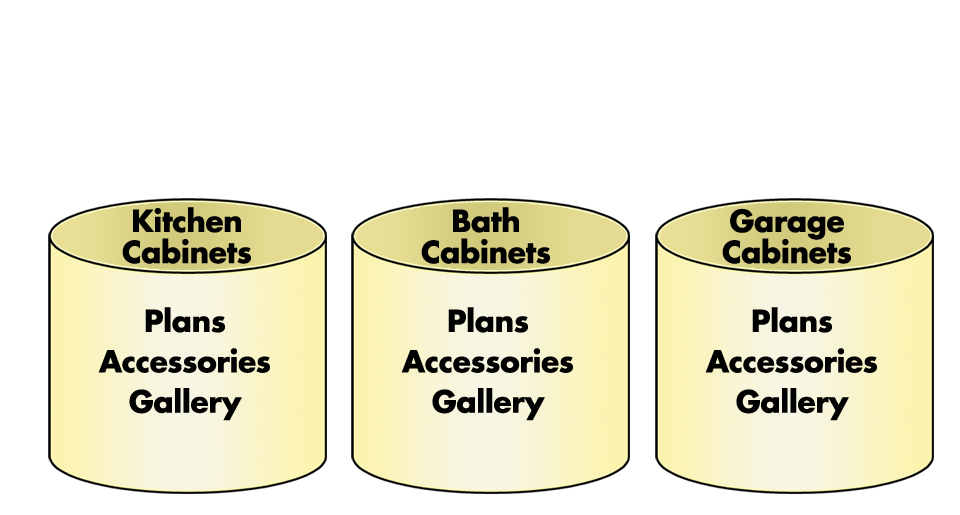 Kitchen
Cabinets
Plans
Accessories
Gallery
Bath
Cabinets
Plans
Accessories
Gallery
Garage
Cabinets
Plans
Accessories
Gallery